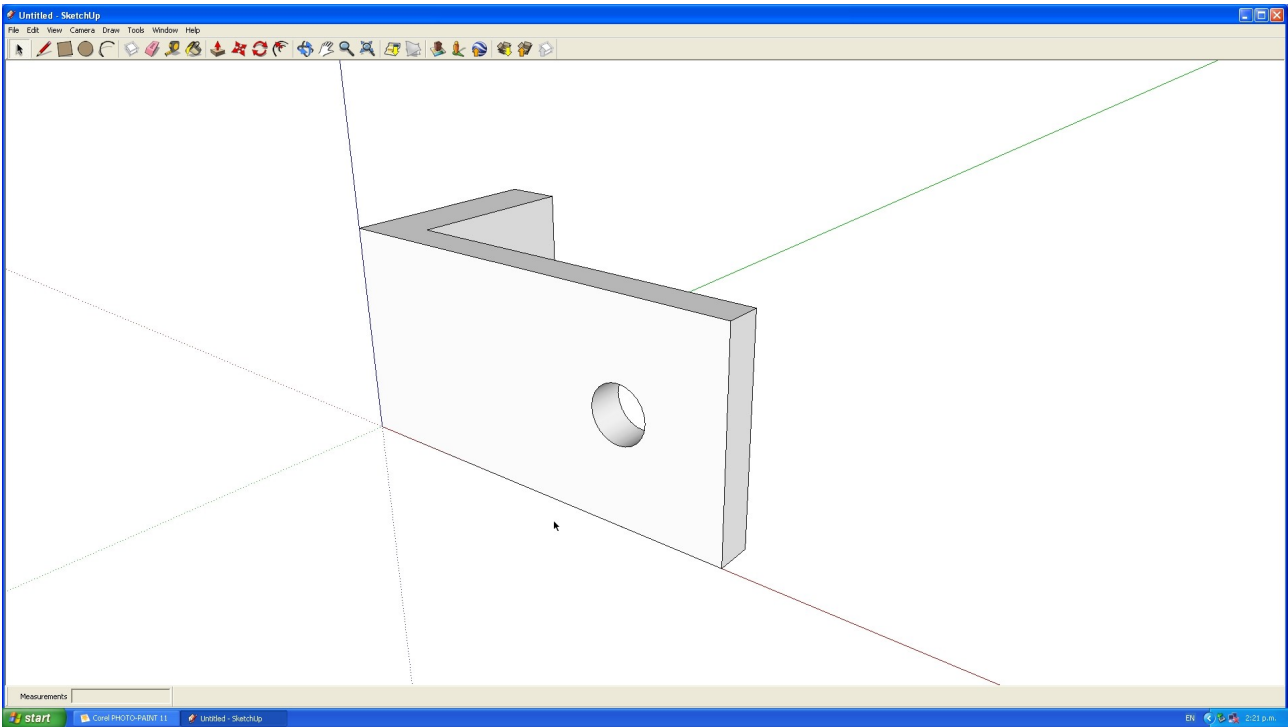 Untitled - SketchUp
File Edit View Camera Draw Tools Window Help
Measurements
start Corel PHOTO-PAINT 11 Untitled - SketchUp EN 2:21 p.m.